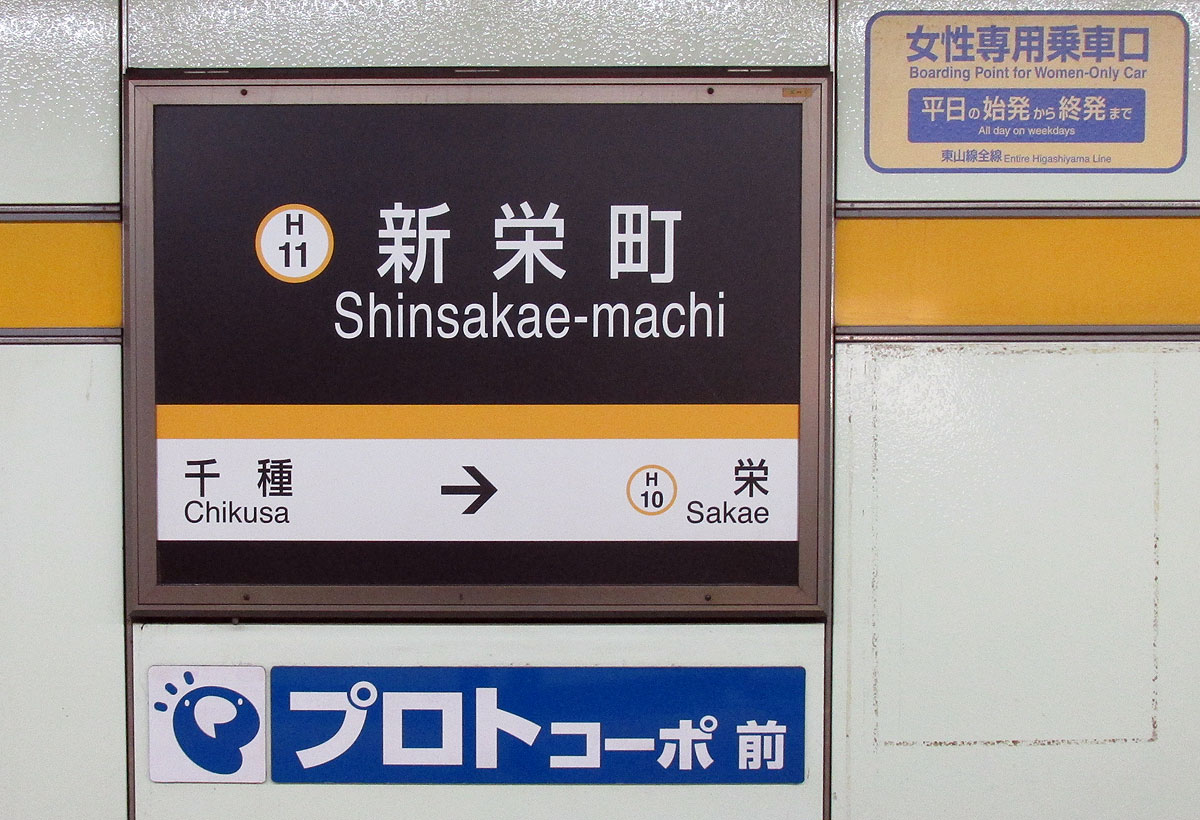 女性専用乗車口
Boarding Point for Women-Only Car
平日の始発から終発まで
All day on weekdays
東山線全線 Entire Higashiyama Line
H
11
新栄町
Shinsakae-machi
千種
Chikusa
→
H
10
栄
Sakae
プロトコーポ前